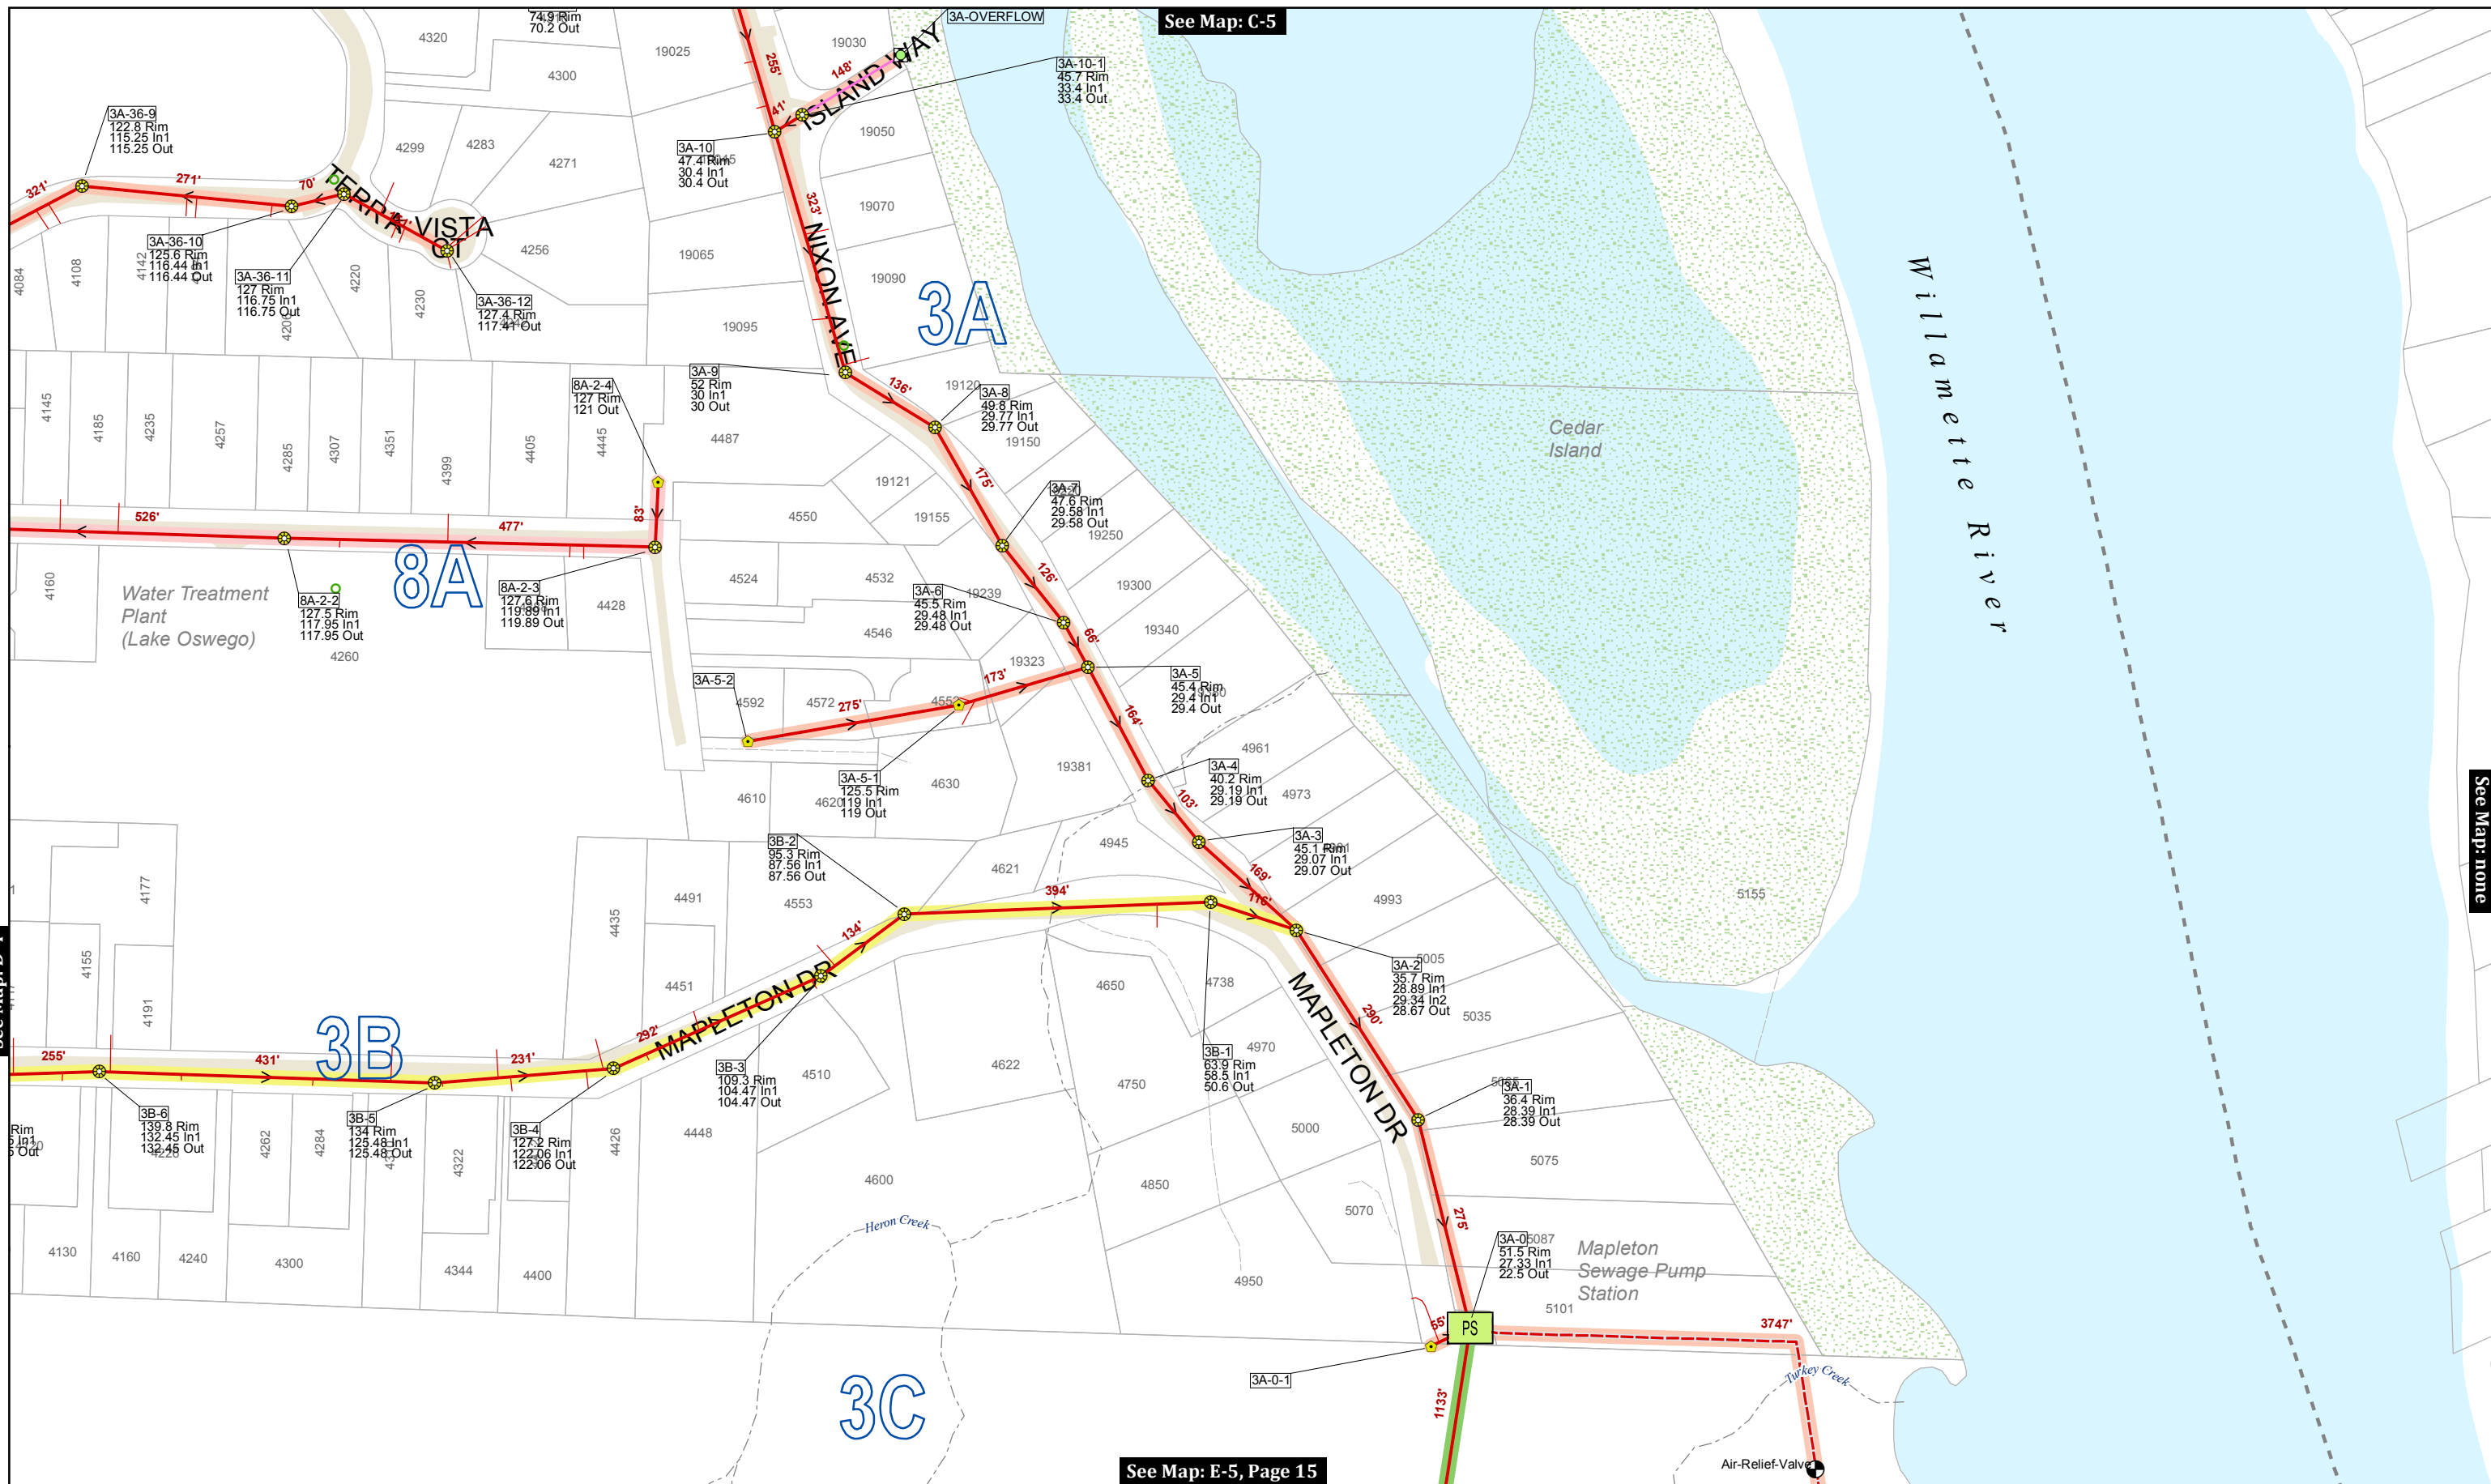 See Map: C-5
3A-OVERFLOW
74.9 Rim
70.2 Out
4320
4300
19025
19030
ISLAND WAY
148'
255'
41'
3A-10-1
45.7 Rim
33.4 In1
33.4 Out
3A-36-9
122.8 Rim
115.25 In1
115.25 Out
4299
4283
4271
19050
3A-10
47.4 Rim
30.4 In1
30.4 Out
321'
271'
70'
TERRA VISTA
CT
19070
323'
NIXON AVE
3A-36-10
125.6 Rim
116.44 In1
116.44 Out
3A-36-11
127 Rim
116.75 In1
116.75 Out
3A-36-12
127.4 Rim
117.41 Out
4084
4108
4142
4206
4220
4230
4256
19065
19090
19095
3A
Willamette River
3A-9
52 Rim
30 In1
30 Out
136'
19120
3A-8
49.8 Rim
29.77 In1
29.77 Out
19150
8A-2-4
127 Rim
121 Out
4145
4185
4235
4257
4285
4307
4351
4399
4405
4445
4487
Cedar
Island
175'
19121
19155
3A-7
47.6 Rim
29.58 In1
29.58 Out
19250
526'
477'
83'
4550
8A
126'
4160
Water Treatment
Plant
(Lake Oswego)
4260
8A-2-2
127.5 Rim
117.95 In1
117.95 Out
8A-2-3
127.6 Rim
119.89 In1
119.89 Out
4428
4524
4532
4546
3A-6
45.5 Rim
29.48 In1
29.48 Out
19239
19300
66'
19340
19323
173'
3A-5
45.4 Rim
29.4 In1
29.4 Out
3A-5-2
4592
4572
275'
164'
3A-5-1
125.5 Rim
119 In1
119 Out
4610
4620
4630
19381
4961
3A-4
40.2 Rim
29.19 In1
29.19 Out
4973
103'
See Map: none
3B-2
95.3 Rim
87.56 In1
87.56 Out
4945
3A-3
45.1 Rim
29.07 In1
29.07 Out
4621
169'
4177
4491
4553
394'
116'
4993
5155
4435
134'
4155
4191
4451
MAPLETON DR
4650
4738
3A-2
35.7 Rim
28.89 In1
29.34 In2
28.67 Out
5005
MAPLETON DR
290'
5035
3B
255'
431'
231'
292'
3B-6
139.8 Rim
132.45 In1
132.45 Out
3B-5
134 Rim
125.48 In1
125.48 Out
3B-4
127.2 Rim
122.06 In1
122.06 Out
3B-3
109.3 Rim
104.47 In1
104.47 Out
3B-1
63.9 Rim
58.5 In1
50.6 Out
4262
4284
4322
4426
4448
4510
4622
4750
4970
5000
3A-1
36.4 Rim
28.39 In1
28.39 Out
5075
4600
4850
5070
275'
Heron Creek
3A-0
51.5 Rim
27.33 In1
22.5 Out
5087
Mapleton
Sewage Pump
Station
4130
4160
4240
4300
4344
4400
4950
5101
PS
55'
3747'
3A-0-1
Turkey Creek
3C
1133'
Air-Relief-Valve
See Map: E-5, Page 15